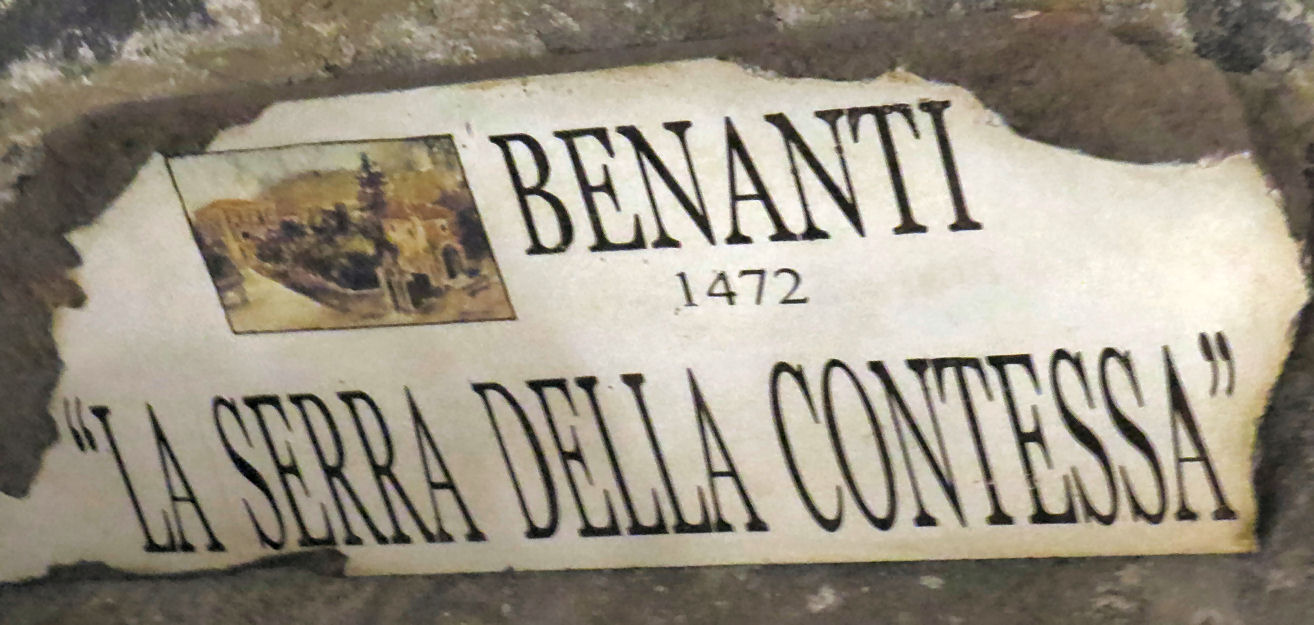 BENANTI
1472
“LA SERRA DELLA CONTESSA”